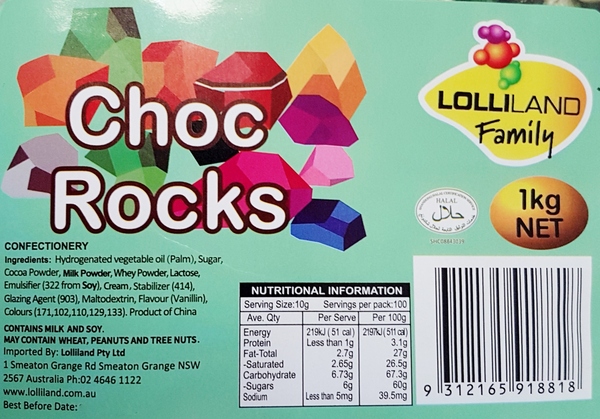 Choc
Rocks
LOLLILAND
Family
HALAL
حلال
1kg
NET
CONFECTIONERY
Ingredients: Hydrogenated vegetable oil (Palm), Sugar,
Cocoa Powder, Milk Powder, Whey Powder, Lactose,
Emulsifier (322 from Soy), Cream, Stabilizer (414),
Glazing Agent (903), Maltodextrin, Flavour (Vanillin),
Colours (171,102,110,129,133). Product of China
CONTAINS MILK AND SOY.
MAY CONTAIN WHEAT, PEANUTS AND TREE NUTS.
Imported By: Lolliland Pty Ltd
1 Smeaton Grange Rd Smeaton Grange NSW
2567 Australia Ph:02 4646 1122
www.lolliland.com.au
Best Before Date:
NUTRITIONAL INFORMATION
Serving Size:10g Servings per pack:100
Ave. Qty Per Serve Per 100g
Energy 219kJ (51 cal) 2197kJ (511 cal)
Protein Less than 1g 3.1g
Fat-Total 2.7g 27g
-Saturated 2.65g 26.5g
Carbohydrate 6.73g 67.3g
-Sugars 6g 60g
Sodium Less than 5mg 39.5mg
9 312165 918818